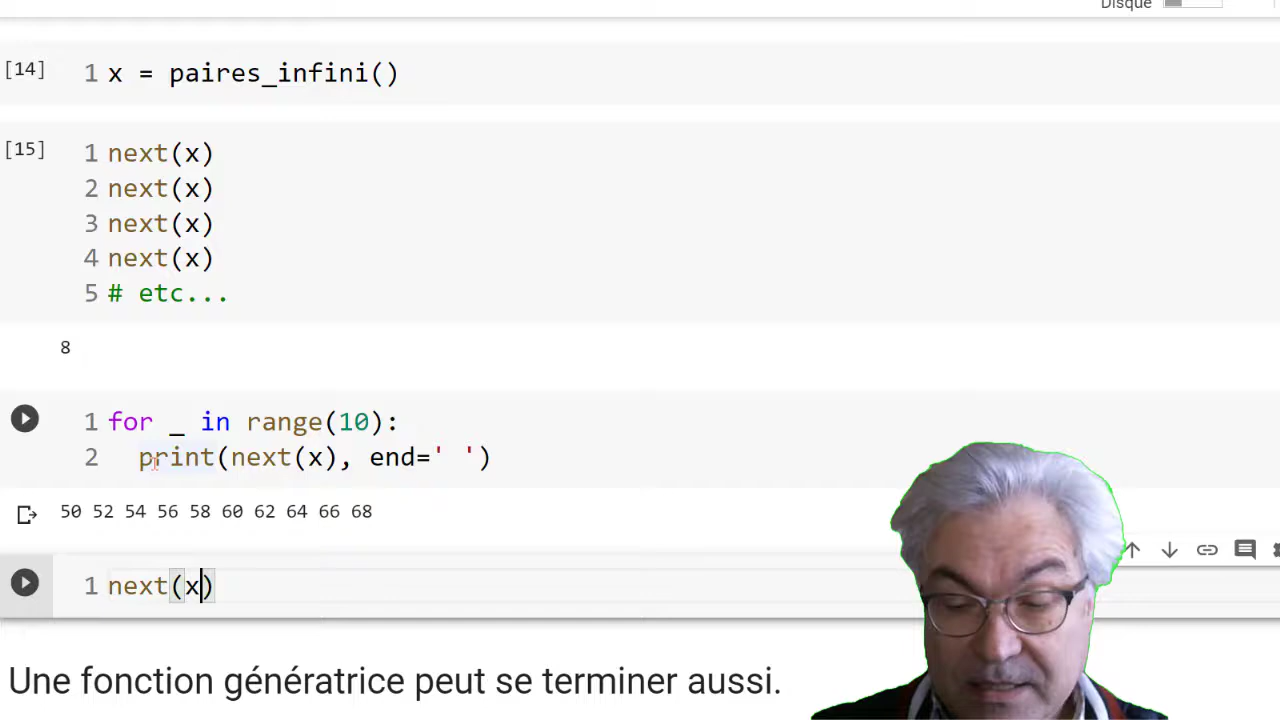 Disque
[14] 1 x = paires_infini()
[15] 1 next(x)
2 next(x)
3 next(x)
4 next(x)
5 # etc...
8
1 for _ in range(10):
2 print(next(x), end=' ')
50 52 54 56 58 60 62 64 66 68
1 next(x)
Une fonction génératrice peut se terminer aussi.